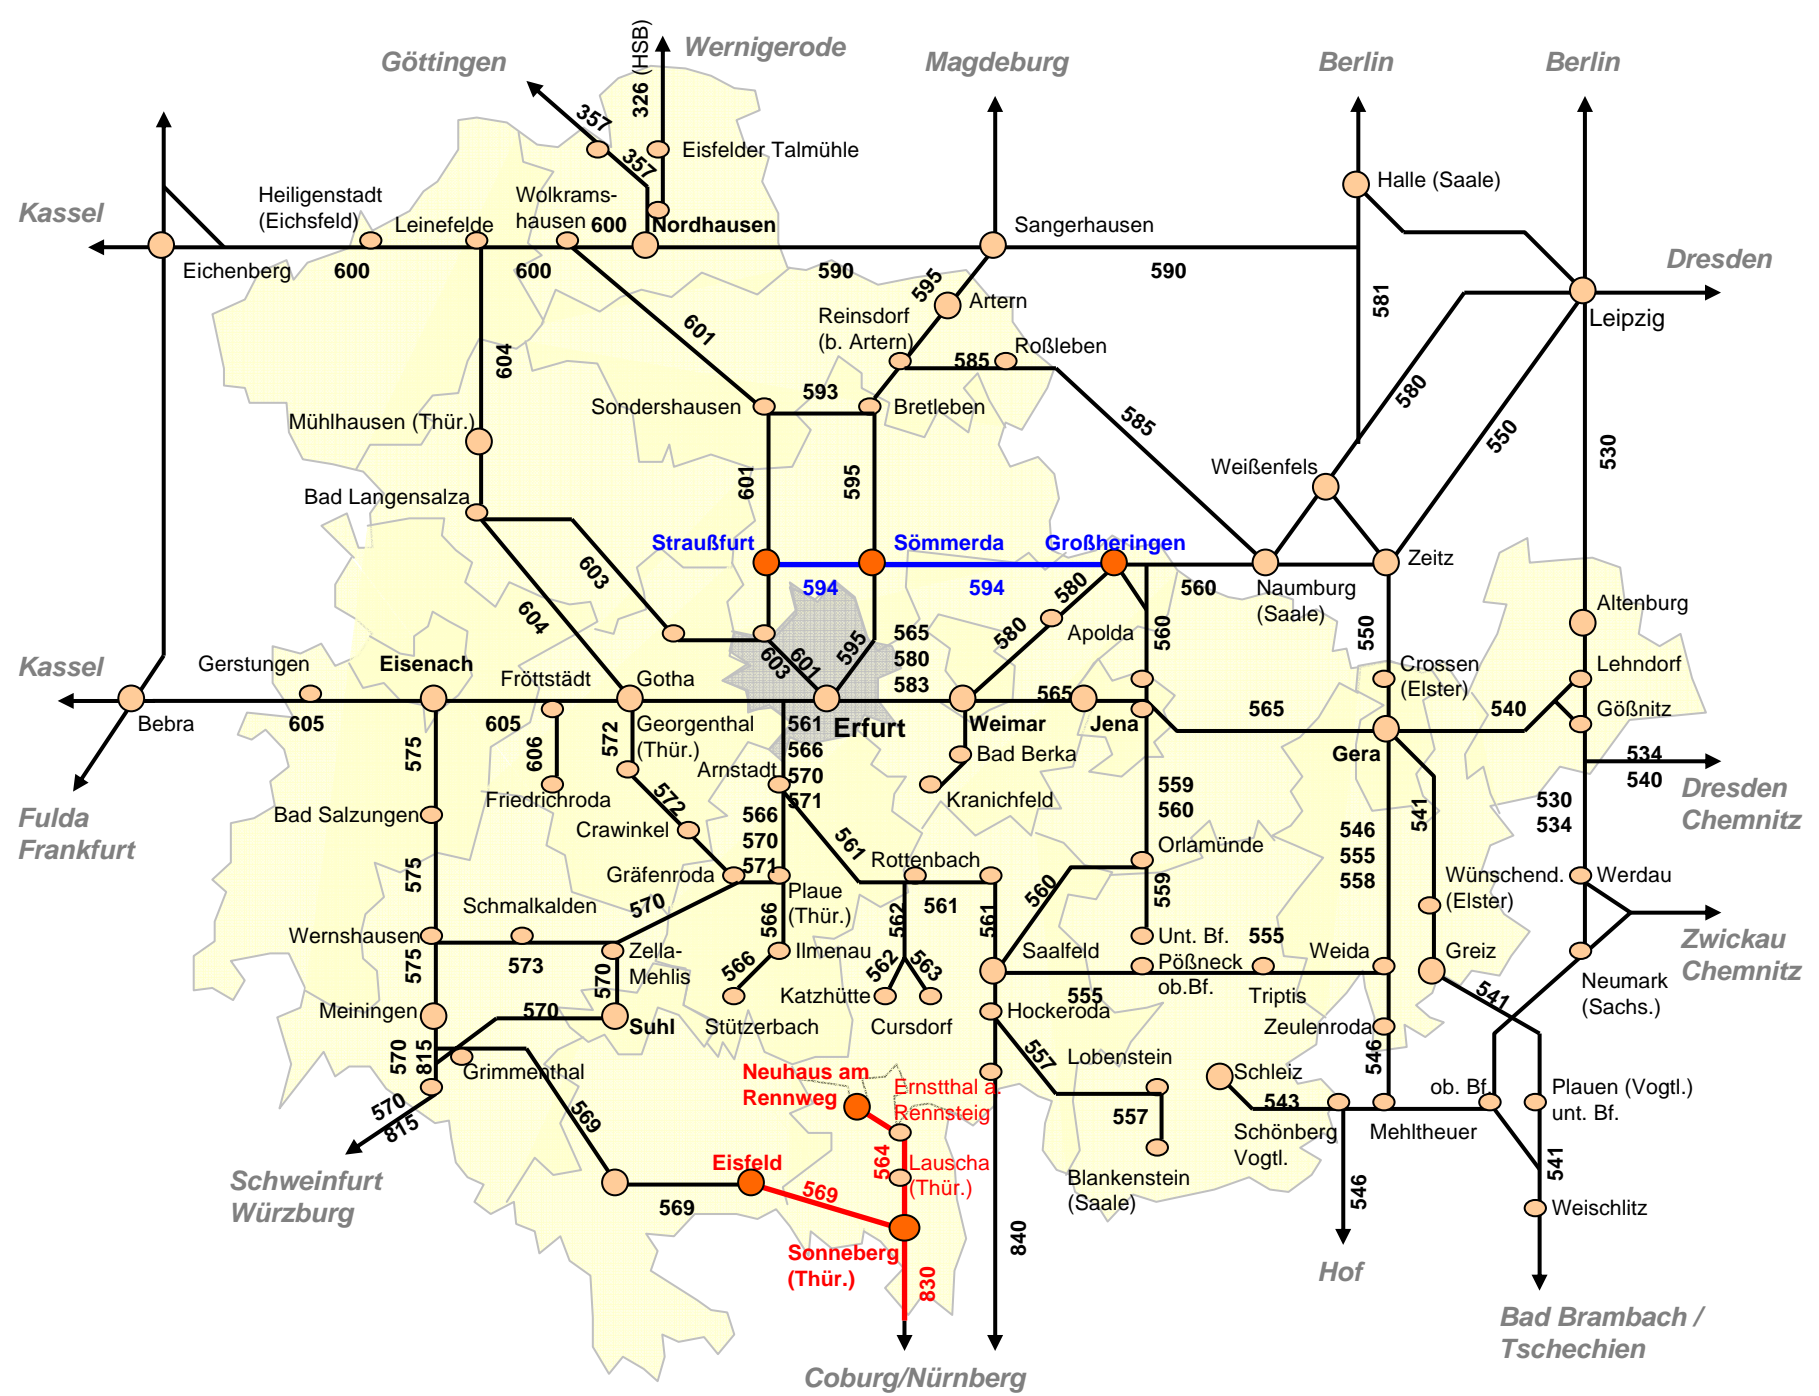 Göttingen
Wernigerode
Magdeburg
Berlin
Berlin
326 (HSB)
357
357
Eisfelder Talmühle
Halle (Saale)
Kassel
Heiligenstadt
(Eichsfeld)
Leinefelde
Wolkrams-
hausen
600
Nordhausen
Sangerhausen
Eichenberg
600
600
590
590
Dresden
595
Artern
581
Leipzig
Reinsdorf
(b. Artern)
Roßleben
585
601
604
593
580
Sondershausen
Bretleben
585
550
530
Mühlhausen (Thür.)
Weißenfels
601
595
Bad Langensalza
Straußfurt
Sömmerda
Großheringen
594
594
Zeitz
603
580
560
Naumburg
(Saale)
Altenburg
604
580
Apolda
560
550
565
580
583
595
601
603
Kassel
Gerstungen
Eisenach
Fröttstädt
Gotha
Crossen
(Elster)
Lehndorf
Bebra
605
605
Georgenthal
(Thür.)
561
Erfurt
Weimar
565
Jena
565
540
Gößnitz
Gera
575
606
572
566
570
571
Arnstadt
Bad Berka
Kranichfeld
534
540
Friedrichroda
572
559
560
541
530
534
Dresden
Chemnitz
Fulda
Frankfurt
Bad Salzungen
Crawinkel
566
570
571
561
546
555
558
Orlamünde
575
Gräfenroda
Plaue
(Thür.)
Rottenbach
560
559
Wünschend.
(Elster)
Werdau
Schmalkalden
570
566
562
561
561
Wernshausen
573
Zella-
Mehlis
Ilmenau
Saalfeld
Unt. Bf.
Pößneck
ob.Bf.
555
Weida
Greiz
Zwickau
Chemnitz
575
570
566
562
563
555
Triptis
541
Neumark
(Sachs.)
Katzhütte
Cursdorf
Stützerbach
Hockeroda
Zeulenroda
Meiningen
570
Suhl
570
815
Grimmenthal
557
Lobenstein
546
Schleiz
ob. Bf.
Plauen (Vogtl.)
unt. Bf.
Neuhaus am
Rennweg
Ernstthal a.
Rennsteig
570
815
569
557
543
Schönberg
Vogtl.
Mehltheuer
541
Schweinfurt
Würzburg
Eisfeld
564
Lauscha
(Thür.)
Blankenstein
(Saale)
546
Weischlitz
569
569
Sonneberg
(Thür.)
830
840
Hof
Bad Brambach /
Tschechien
Coburg/Nürnberg